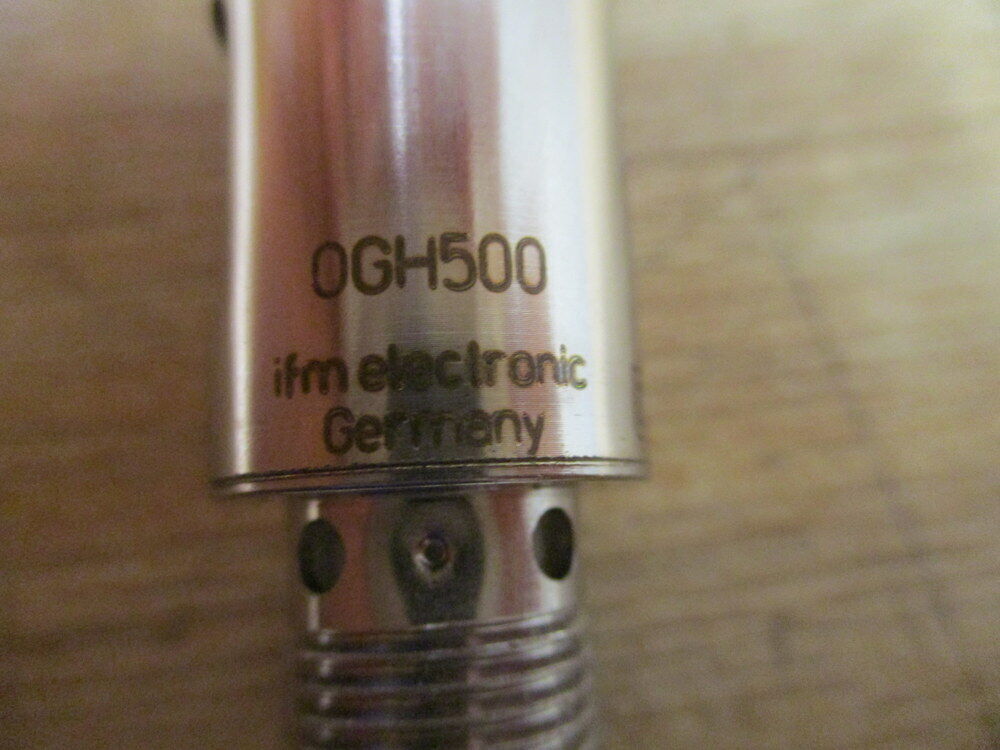 OGH500
ifm electronic
Germany